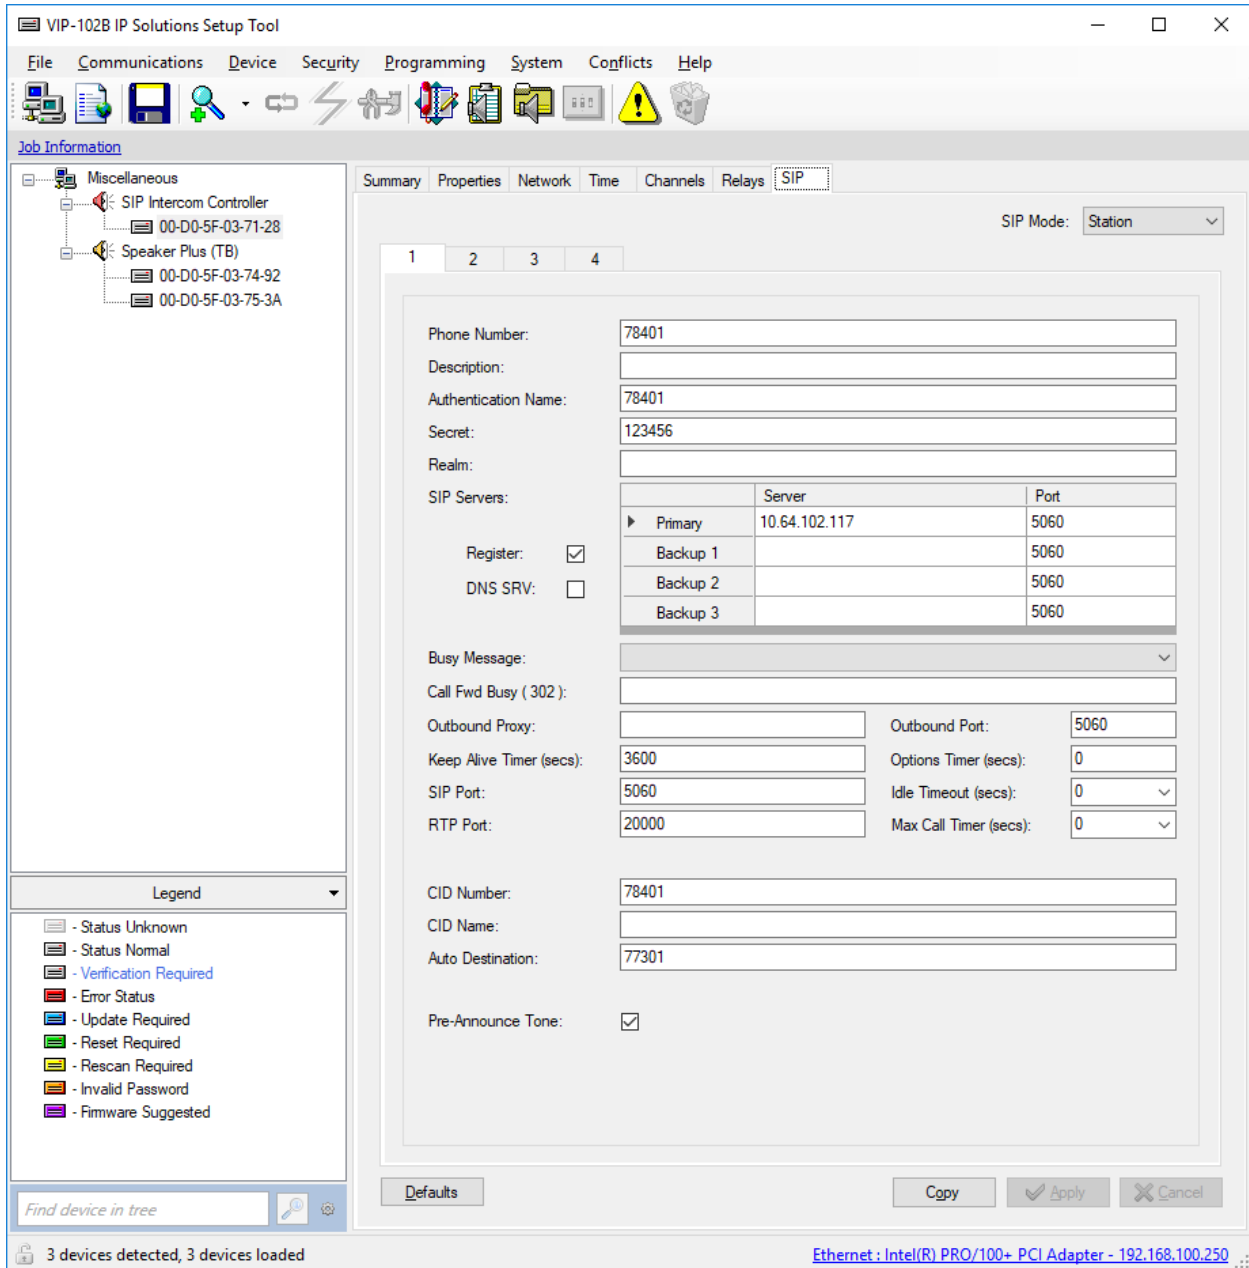 VIP-102B IP Solutions Setup Tool
File Communications Device Security Programming System Conflicts Help
Job Information
Miscellaneous
SIP Intercom Controller
00-D0-5F-03-71-28
Speaker Plus (TB)
00-D0-5F-03-74-92
00-D0-5F-03-75-3A
Legend
- Status Unknown
- Status Normal
- Verification Required
- Error Status
- Update Required
- Reset Required
- Rescan Required
- Invalid Password
- Firmware Suggested
Find device in tree
Summary Properties Network Time Channels Relays SIP
SIP Mode: Station
1 2 3 4
Phone Number: 78401
Description:
Authentication Name: 78401
Secret: 123456
Realm:
SIP Servers: Server Port
Primary 10.64.102.117 5060
Register: Backup 1 5060
DNS SRV: Backup 2 5060
Backup 3 5060
Busy Message:
Call Fwd Busy ( 302 ):
Outbound Proxy: Outbound Port: 5060
Keep Alive Timer (secs): 3600 Options Timer (secs): 0
SIP Port: 5060 Idle Timeout (secs): 0
RTP Port: 20000 Max Call Timer (secs): 0
CID Number: 78401
CID Name:
Auto Destination: 77301
Pre-Announce Tone:
Defaults Copy Apply Cancel
3 devices detected, 3 devices loaded Ethernet : Intel(R) PRO/100+ PCI Adapter - 192.168.100.250